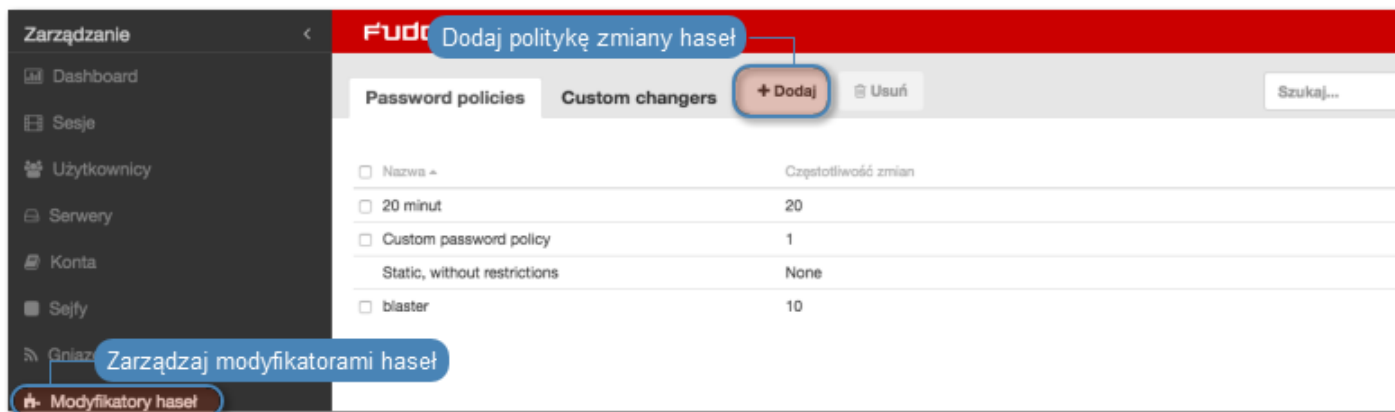 Zarządzanie
Dodaj politykę zmiany haseł
Dashboard
Password policies Custom changers + Dodaj Usuń Szukaj...
Sesje
Użytkownicy
Nazwa Częstotliwość zmian
20 minut 20
Serwery
Custom password policy 1
Konta
Static, without restrictions None
Sejfy
blaster 10
Zarządzaj modyfikatorami haseł
Modyfikatory haseł